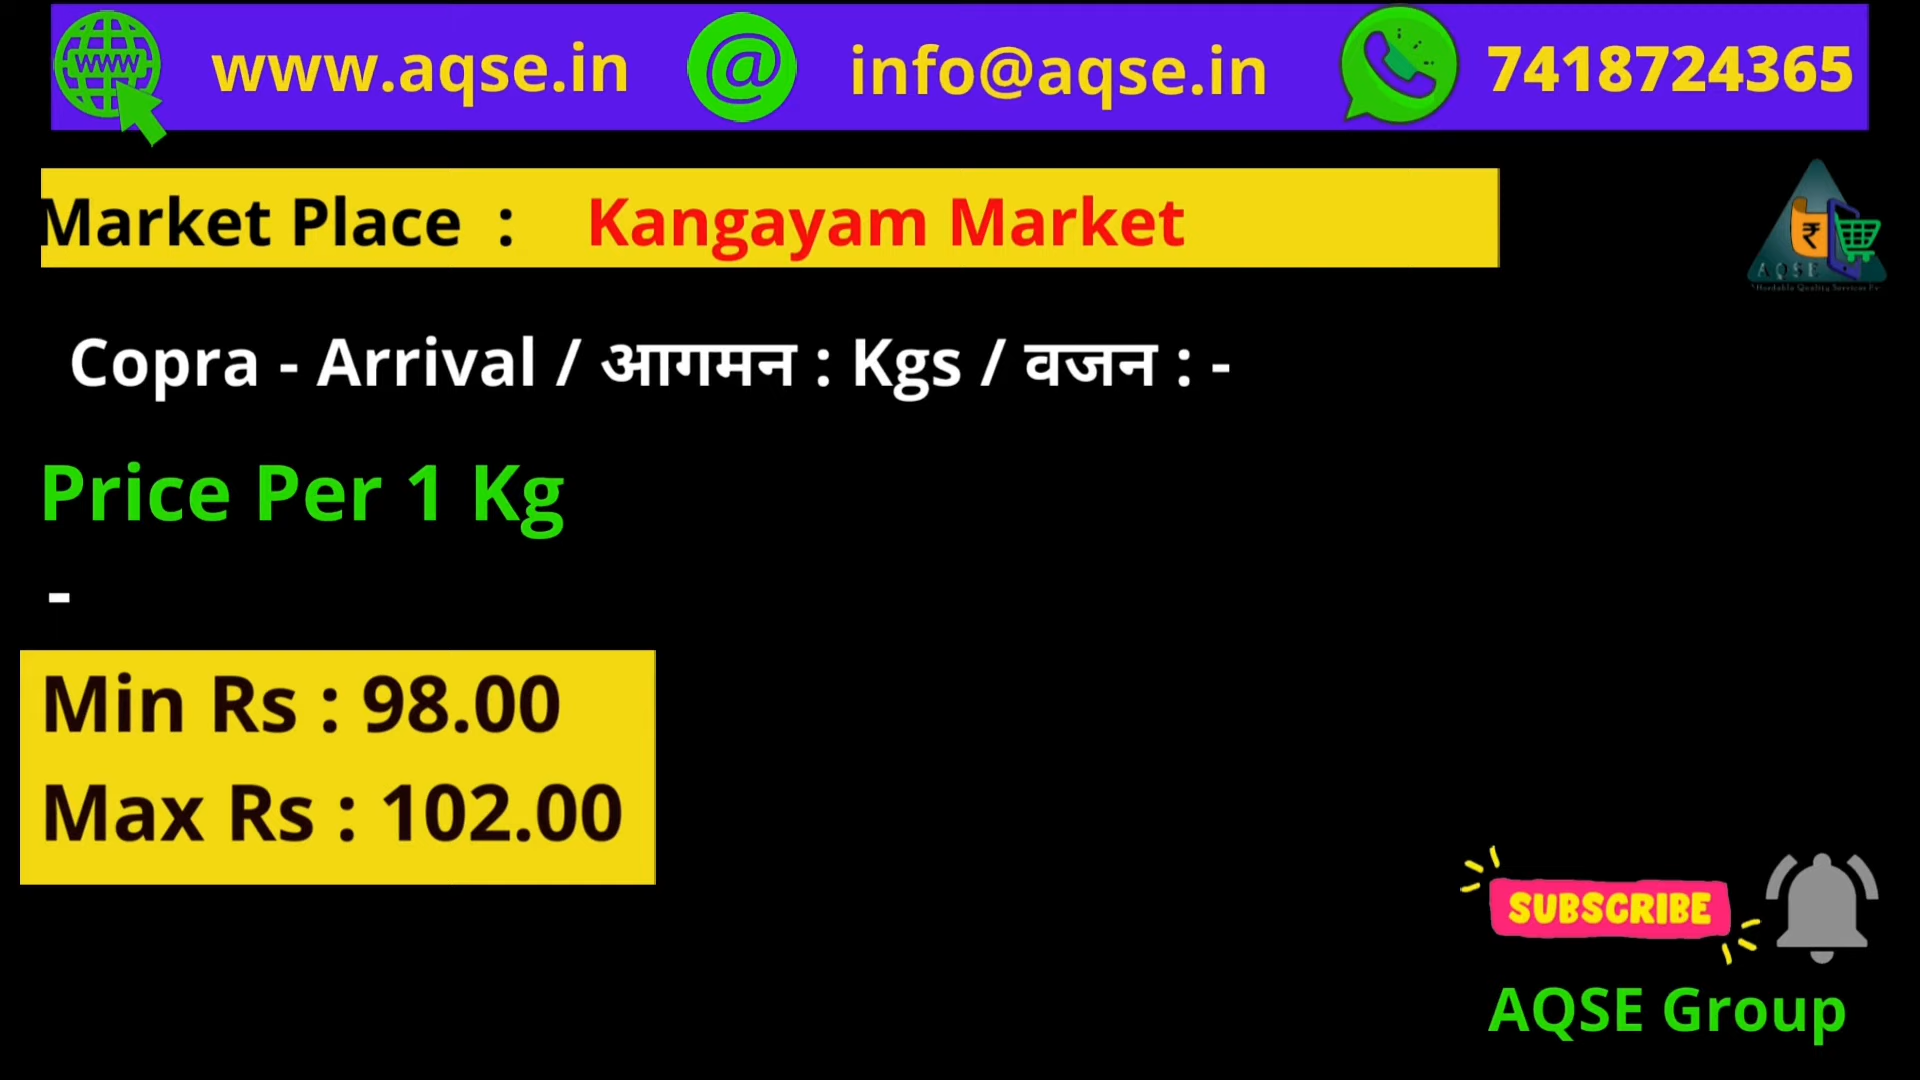 www.aqse.in
info@aqse.in
7418724365
Market Place : Kangayam Market
Copra - Arrival / आगमन : Kgs / वजन : -
Price Per 1 Kg
-
Min Rs : 98.00
Max Rs : 102.00
WWW
@
₹
AQSE
SUBSCRIBE
AQSE Group